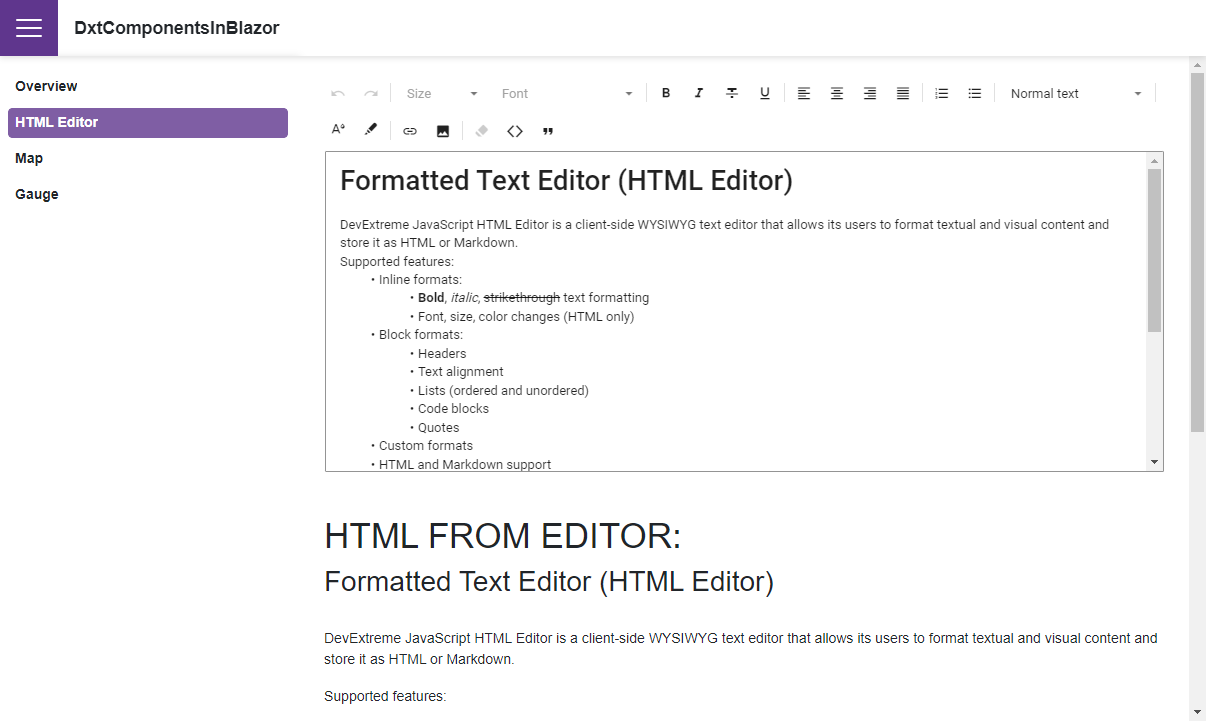 DxtComponentsInBlazor
Overview
HTML Editor
Map
Gauge
Size Font B I T U Normal text
A
Formatted Text Editor (HTML Editor)
DevExtreme JavaScript HTML Editor is a client-side WYSIWYG text editor that allows its users to format textual and visual content and
store it as HTML or Markdown.
Supported features:
• Inline formats:
• Bold, italic, strikethrough text formatting
• Font, size, color changes (HTML only)
• Block formats:
• Headers
• Text alignment
• Lists (ordered and unordered)
• Code blocks
• Quotes
• Custom formats
• HTML and Markdown support
HTML FROM EDITOR:
Formatted Text Editor (HTML Editor)
DevExtreme JavaScript HTML Editor is a client-side WYSIWYG text editor that allows its users to format textual and visual content and
store it as HTML or Markdown.
Supported features: